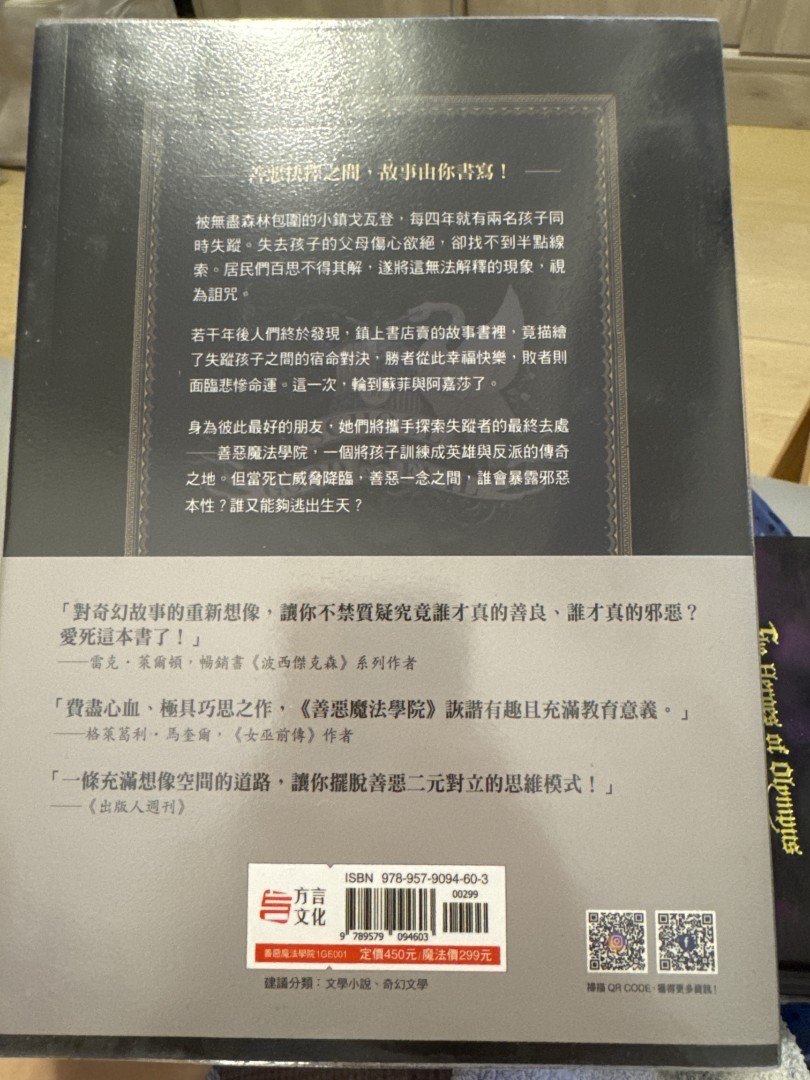 善惡抉擇之間，故事由你書寫！
被無盡森林包圍的小鎮戈瓦登，每四年就有兩名孩子同
時失蹤。失去孩子的父母傷心欲絕，卻找不到半點線
索。居民們百思不得其解，遂將這無法解釋的現象，視
為詛咒。
若干年後人們終於發現，鎮上書店賣的故事書裡，竟描繪
了失蹤孩子之間的宿命對決，勝者從此幸福快樂，敗者則
面臨悲慘命運。這一次，輪到蘇菲與阿嘉莎了。
身為彼此最好的朋友，她們將攜手探索失蹤者的最終去處
——善惡魔法學院，一個將孩子訓練成英雄與反派的傳奇
之地。但當死亡威脅降臨，善惡一念之間，誰會暴露邪惡
本性？誰又能夠逃出生天？
「對奇幻故事的重新想像，讓你不禁質疑究竟誰才真的善良、誰才真的邪惡？
愛死這本書了！」
——雷克・萊爾頓，暢銷書《波西傑克森》系列作者
「費盡心血、極具巧思之作，《善惡魔法學院》詼諧有趣且充滿教育意義。」
——格萊葛利・馬奎爾，《女巫前傳》作者
「一條充滿想像空間的道路，讓你擺脫善惡二元對立的思維模式！」
——《出版人週刊》
ISBN 978-957-9094-60-3
00299
方言
文化
9 789579 094603
善惡魔法學院1GE001 定價450元/魔法價299元
建議分類：文學小說、奇幻文學
掃描 QR CODE，獲得更多資訊！
The Heroes of Olympus